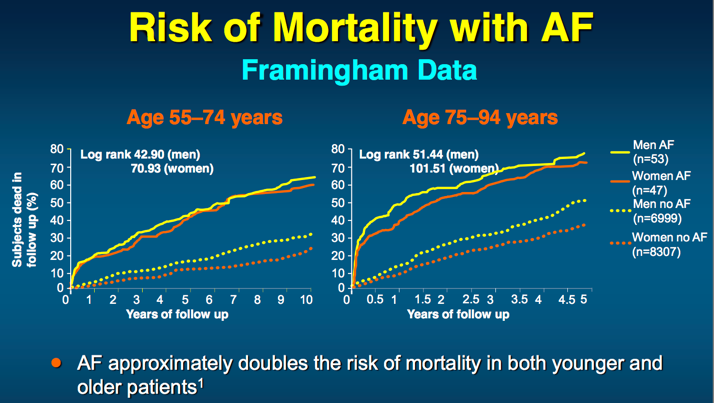 Risk of Mortality with AF
Framingham Data
Age 55–74 years
Subjects dead in
follow up (%)
80
70
60
50
40
30
20
10
0
Log rank 42.90 (men)
70.93 (women)
0 1 2 3 4 5 6 7 8 9 10
Years of follow up
Age 75–94 years
80
70
60
50
40
30
20
10
0
Log rank 51.44 (men)
101.51 (women)
0 0.5 1 1.5 2 2.5 3 3.5 4 4.5 5
Years of follow up
Men AF
(n=53)
Women AF
(n=47)
Men no AF
(n=6999)
Women no AF
(n=8307)
• AF approximately doubles the risk of mortality in both younger and
older patients¹